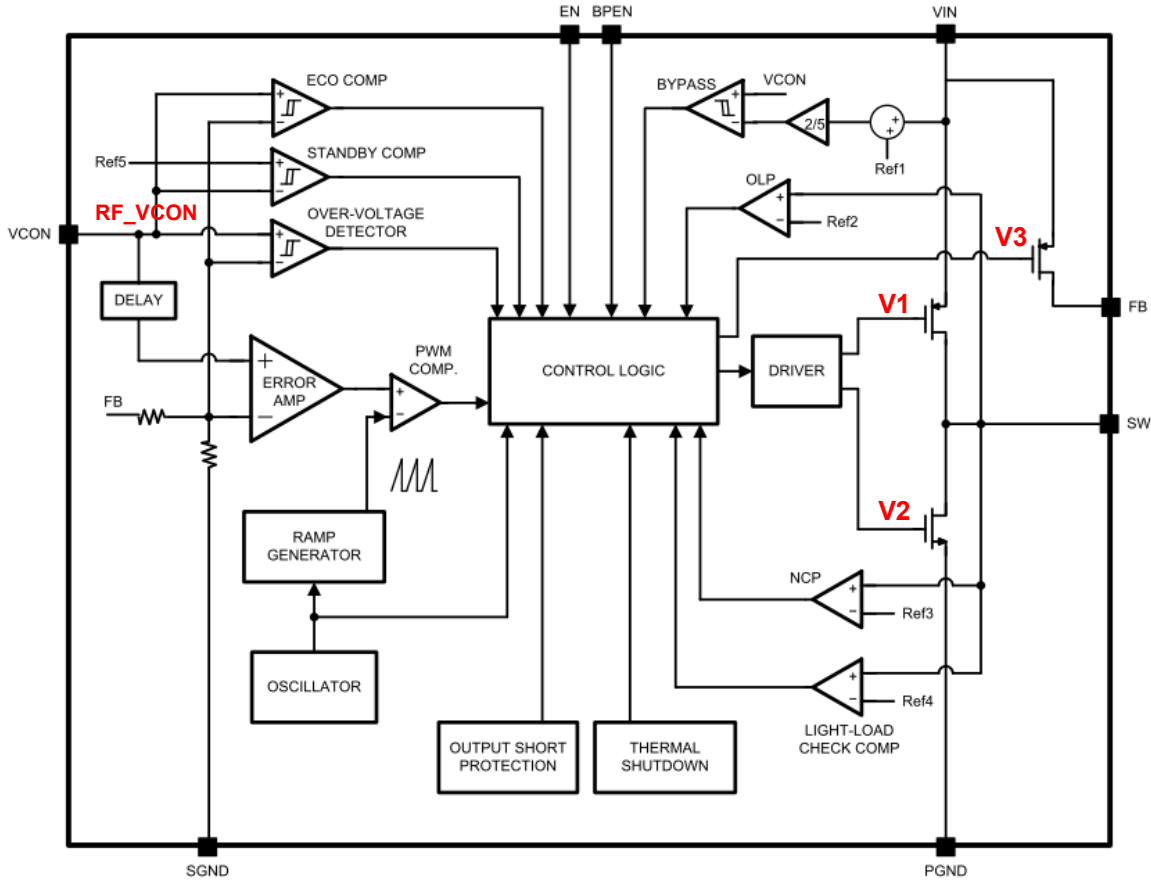 EN
BPEN
VIN
ECO COMP
BYPASS
VCON
+
−
+
−
2/5
+
+
Ref1
Ref5
STANDBY COMP
+
−
OLP
+
−
Ref2
RF_VCON
VCON
OVER-VOLTAGE
DETECTOR
+
−
V3
DELAY
V1
FB
+
−
ERROR
AMP
PWM
COMP.
+
−
CONTROL LOGIC
DRIVER
FB
SW
V2
RAMP
GENERATOR
NCP
+
−
Ref3
OSCILLATOR
+
−
Ref4
LIGHT-LOAD
CHECK COMP
OUTPUT SHORT
PROTECTION
THERMAL
SHUTDOWN
SGND
PGND